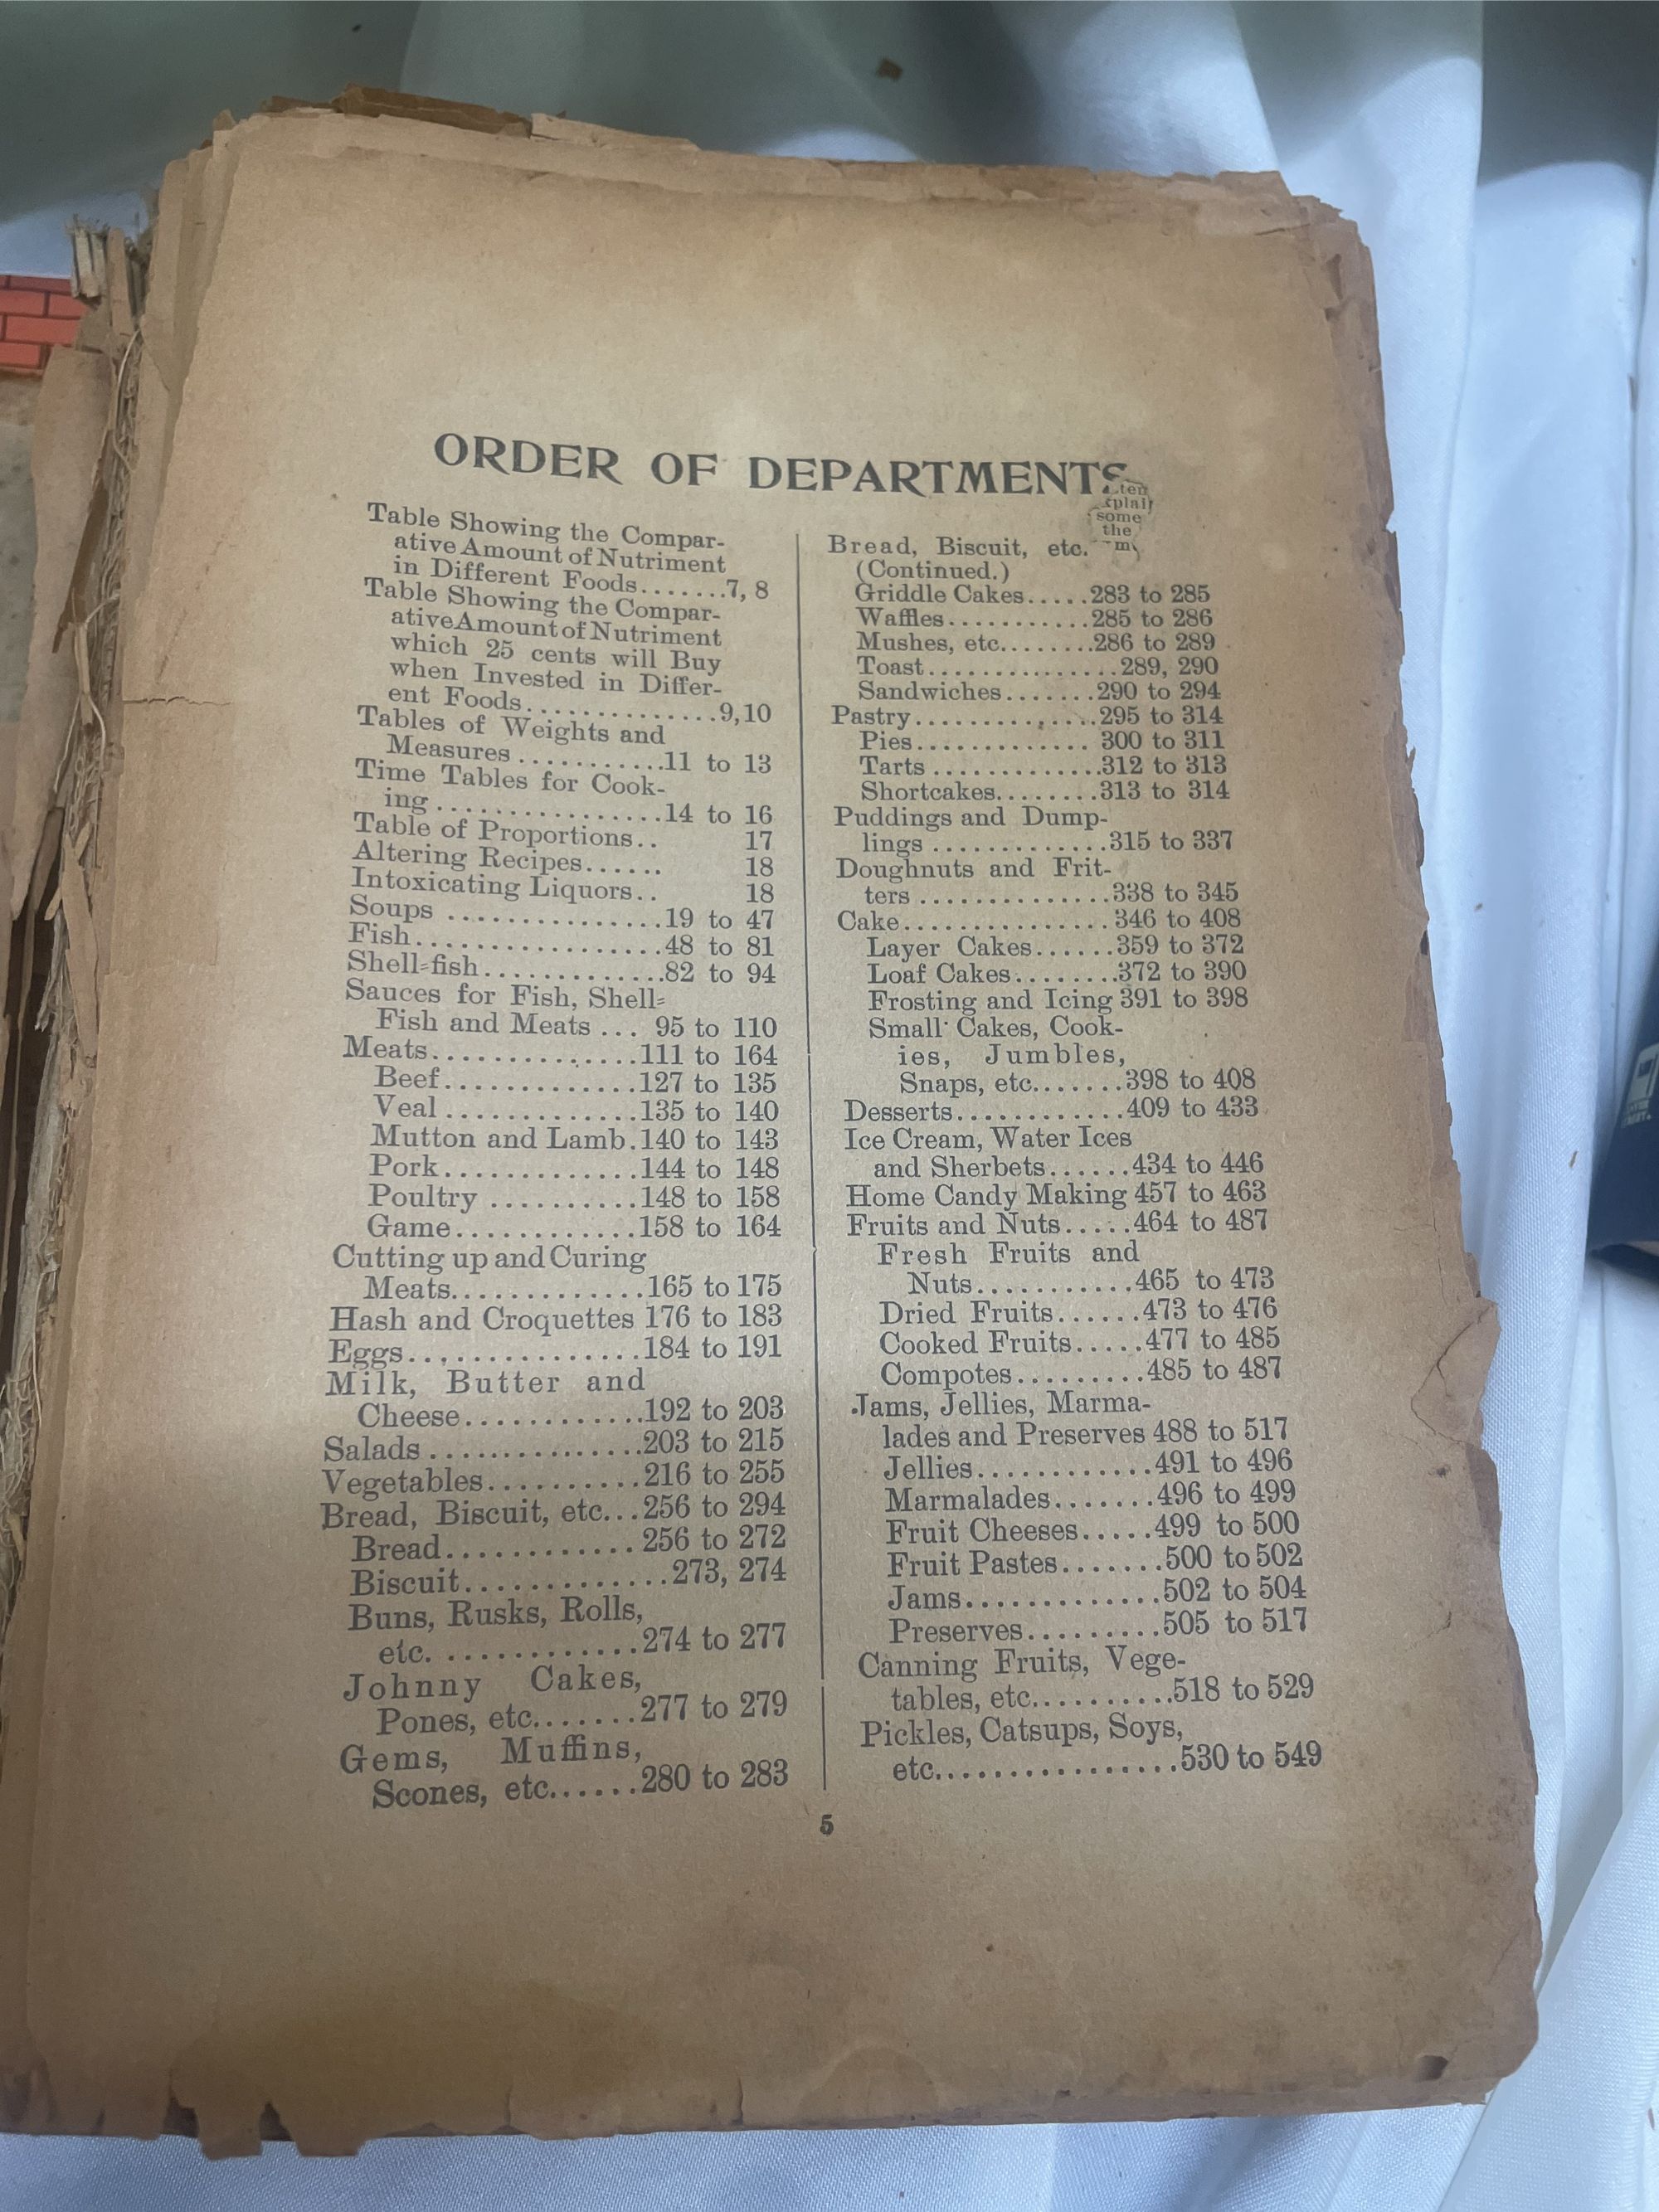 ORDER OF DEPARTMENTS
Table Showing the Compar-
ative Amount of Nutriment
in Different Foods.......7, 8
Table Showing the Compar-
ative Amount of Nutriment
which 25 cents will Buy
when Invested in Differ-
ent Foods..............9,10
Tables of Weights and
Measures ...........11 to 13
Time Tables for Cook-
ing.............14 to 16
Table of Proportions.. 17
Altering Recipes...... 18
Intoxicating Liquors.. 18
Soups ..............19 to 47
Fish.................48 to 81
Shell-fish.............82 to 94
Sauces for Fish, Shell-
Fish and Meats ... 95 to 110
Meats...............111 to 164
Beef.............127 to 135
Veal .............135 to 140
Mutton and Lamb.140 to 143
Pork.............144 to 148
Poultry ..........148 to 158
Game............158 to 164
Cutting up and Curing
Meats.............165 to 175
Hash and Croquettes 176 to 183
Eggs................184 to 191
Milk, Butter and
Cheese............192 to 203
Salads ...............203 to 215
Vegetables...........216 to 255
Bread, Biscuit, etc...256 to 294
Bread.............256 to 272
Biscuit..............273, 274
Buns, Rusks, Rolls,
etc. .............274 to 277
Johnny Cakes,
Pones, etc.......277 to 279
Gems, Muffins,
Scones, etc......280 to 283
some
the
Bread, Biscuit, etc.
(Continued.)
Griddle Cakes.....283 to 285
Waffles...........285 to 286
Mushes, etc........286 to 289
Toast...............289, 290
Sandwiches.......290 to 294
Pastry..............295 to 314
Pies............. 300 to 311
Tarts .............312 to 313
Shortcakes........313 to 314
Puddings and Dump-
lings .............315 to 337
Doughnuts and Frit-
ters ..............338 to 345
Cake................346 to 408
Layer Cakes......359 to 372
Loaf Cakes........372 to 390
Frosting and Icing 391 to 398
Small Cakes, Cook-
ies, Jumbles,
Snaps, etc.......398 to 408
Desserts............409 to 433
Ice Cream, Water Ices
and Sherbets......434 to 446
Home Candy Making 457 to 463
Fruits and Nuts.....464 to 487
Fresh Fruits and
Nuts...........465 to 473
Dried Fruits......473 to 476
Cooked Fruits.....477 to 485
Compotes.........485 to 487
Jams, Jellies, Marma-
lades and Preserves 488 to 517
Jellies............491 to 496
Marmalades.......496 to 499
Fruit Cheeses.....499 to 500
Fruit Pastes.......500 to 502
Jams.............502 to 504
Preserves.........505 to 517
Canning Fruits, Vege-
tables, etc..........518 to 529
Pickles, Catsups, Soys,
etc.................530 to 549
5